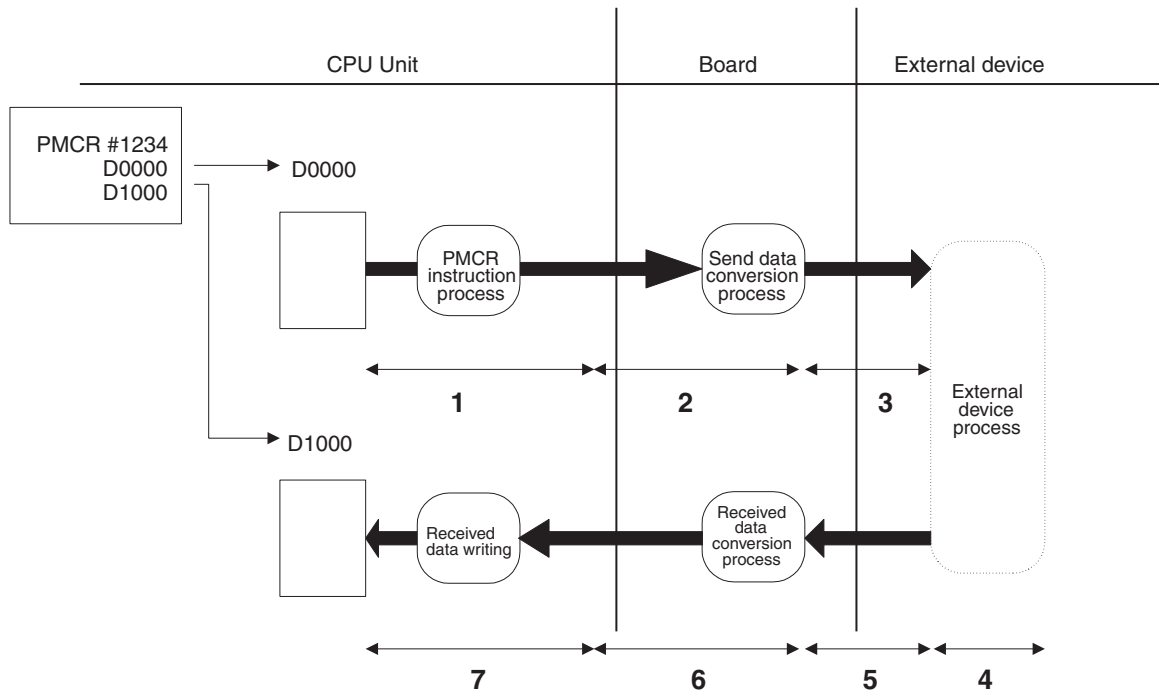 CPU Unit
Board
External device
PMCR #1234
D0000
D1000
D0000
PMCR
instruction
process
Send data
conversion
process
1
2
3
External
device
process
D1000
Received
data writing
Received
data
conversion
process
7
6
5
4